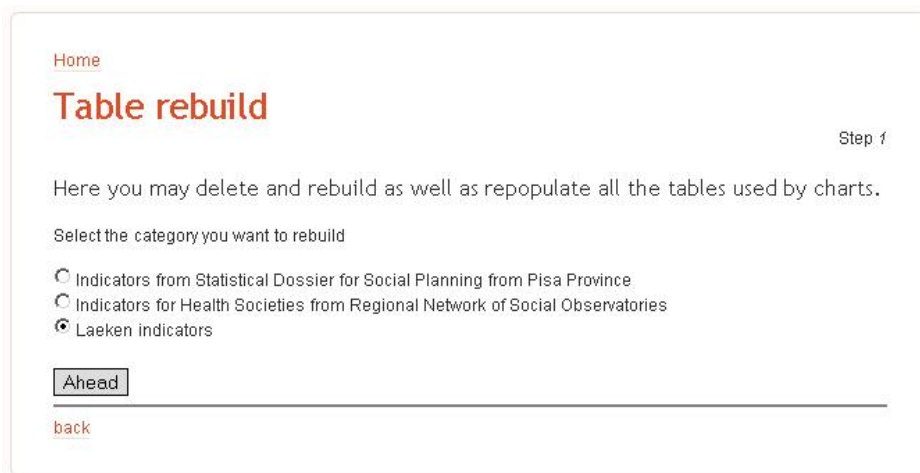 Home
Table rebuild
Step 1
Here you may delete and rebuild as well as repopulate all the tables used by charts.
Select the category you want to rebuild
Indicators from Statistical Dossier for Social Planning from Pisa Province
Indicators for Health Societies from Regional Network of Social Observatories
Laeken indicators
Ahead
back